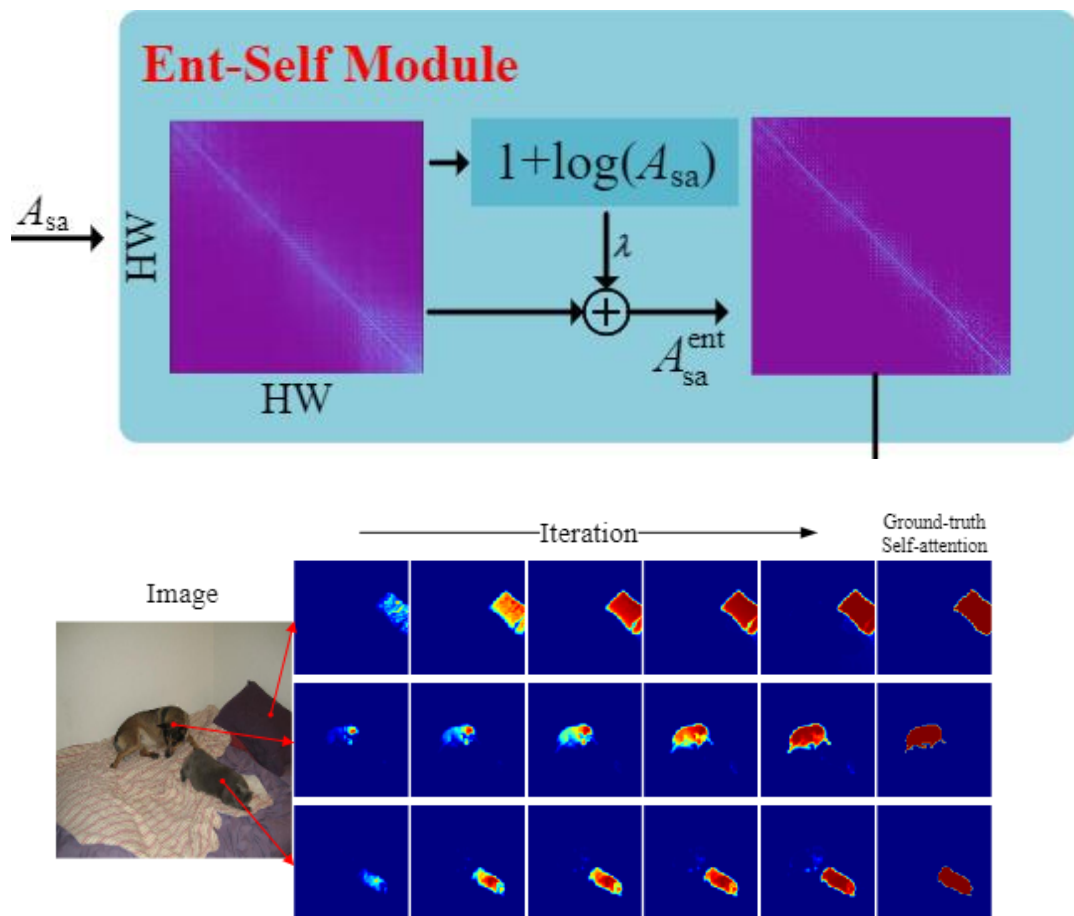 Ent-Self Module
1+log(A_sa)
A_sa
HW
λ
A_sa^ent
HW
Iteration
Ground-truth
Self-attention
Image